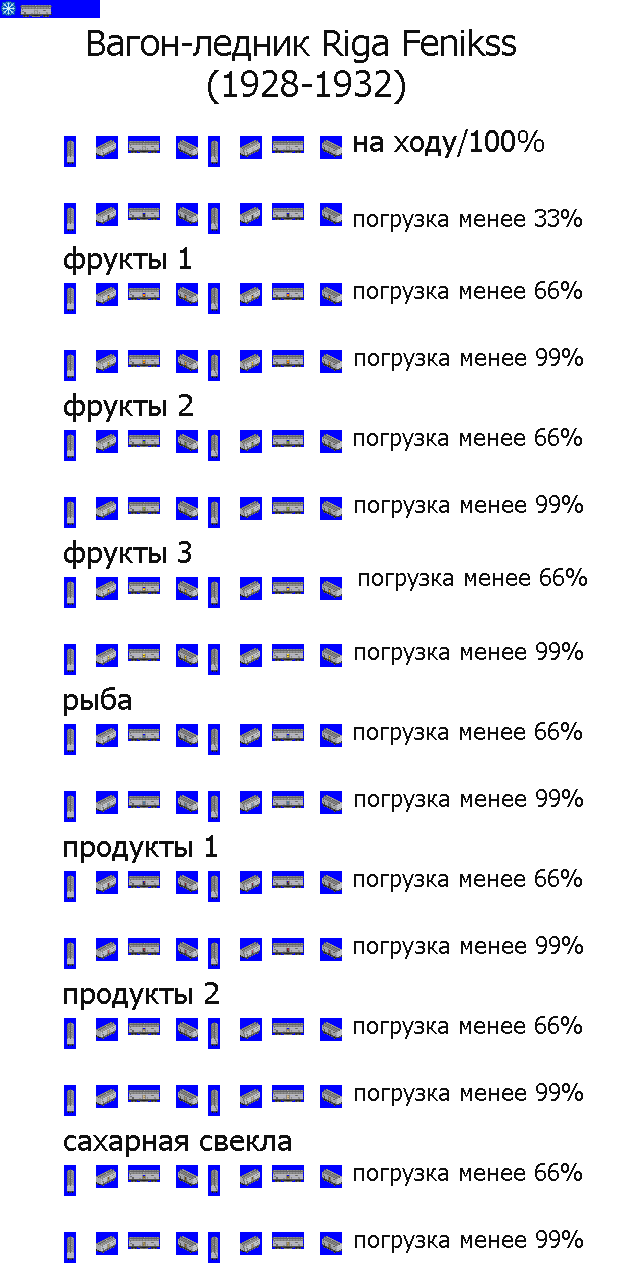 Вагон-ледник Riga Fenikss
(1928-1932)
на ходу/100%
погрузка менее 33%
фрукты 1
погрузка менее 66%
погрузка менее 99%
фрукты 2
погрузка менее 66%
погрузка менее 99%
фрукты 3
погрузка менее 66%
погрузка менее 99%
рыба
погрузка менее 66%
погрузка менее 99%
продукты 1
погрузка менее 66%
погрузка менее 99%
продукты 2
погрузка менее 66%
погрузка менее 99%
сахарная свекла
погрузка менее 66%
погрузка менее 99%